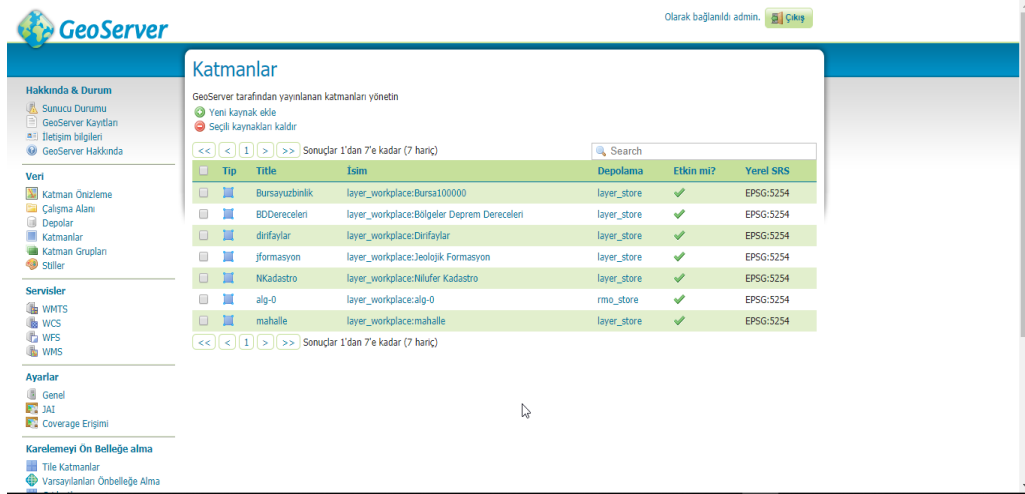 GeoServer
Olarak bağlanıldı admin. Çıkış
Katmanlar
GeoServer tarafından yayınlanan katmanları yönetin
Yeni kaynak ekle
Seçili kaynakları kaldır
<< < 1 > >> Sonuçlar 1'dan 7'e kadar (7 hariç) Search
Tip Title İsim Depolama Etkin mi? Yerel SRS
Bursayuzbinlik layer_workplace:Bursa100000 layer_store EPSG:5254
BDDereceleri layer_workplace:Bölgeler Deprem Dereceleri layer_store EPSG:5254
dirifaylar layer_workplace:Dirifaylar layer_store EPSG:5254
jformasyon layer_workplace:Jeolojik Formasyon layer_store EPSG:5254
NKadastro layer_workplace:Nilufer Kadastro layer_store EPSG:5254
alg-0 layer_workplace:alg-0 rmo_store EPSG:5254
mahalle layer_workplace:mahalle layer_store EPSG:5254
<< < 1 > >> Sonuçlar 1'dan 7'e kadar (7 hariç)
Hakkında & Durum
Sunucu Durumu
GeoServer Kayıtları
İletişim bilgileri
GeoServer Hakkında
Veri
Katman Önizleme
Çalışma Alanı
Depolar
Katmanlar
Katman Grupları
Stiller
Servisler
WMTS
WCS
WFS
WMS
Ayarlar
Genel
JAI
Coverage Erişimi
Karelemeyi Ön Belleğe alma
Tile Katmanlar
Varsayılanları Önbelleğe Alma